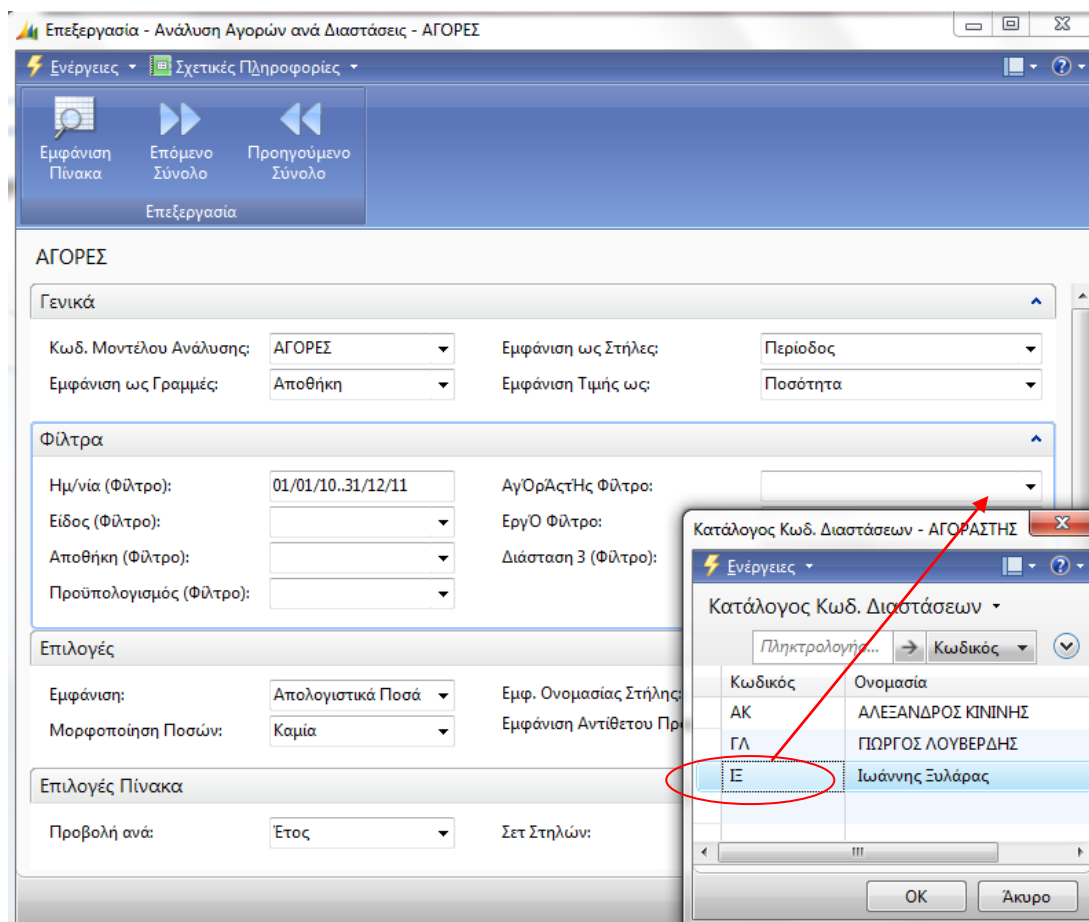 Επεξεργασία - Ανάλυση Αγορών ανά Διαστάσεις - ΑΓΟΡΕΣ
Ενέργειες Σχετικές Πληροφορίες
Εμφάνιση Πίνακα
Επόμενο Σύνολο
Προηγούμενο Σύνολο
Επεξεργασία
ΑΓΟΡΕΣ
Γενικά
Κωδ. Μοντέλου Ανάλυσης: ΑΓΟΡΕΣ Εμφάνιση ως Στήλες: Περίοδος
Εμφάνιση ως Γραμμές: Αποθήκη Εμφάνιση Τιμής ως: Ποσότητα
Φίλτρα
Ημ/νία (Φίλτρο): 01/01/10..31/12/11 ΑγΌρΆςτΉς Φίλτρο:
Είδος (Φίλτρο): ΕργΌ Φίλτρο:
Αποθήκη (Φίλτρο): Διάσταση 3 (Φίλτρο):
Προϋπολογισμός (Φίλτρο):
Επιλογές
Εμφάνιση: Απολογιστικά Ποσά Εμφ. Ονομασίας Στήλης:
Μορφοποίηση Ποσών: Καμία Εμφάνιση Αντίθετου Προ
Επιλογές Πίνακα
Προβολή ανά: Έτος Σετ Στηλών:
Κατάλογος Κωδ. Διαστάσεων - ΑΓΟΡΑΣΤΗΣ
Ενέργειες
Κατάλογος Κωδ. Διαστάσεων
Πληκτρολογήσ... Κωδικός
Κωδικός Ονομασία
ΑΚ ΑΛΕΞΑΝΔΡΟΣ ΚΙΝΙΝΗΣ
ΓΛ ΓΙΩΡΓΟΣ ΛΟΥΒΕΡΔΗΣ
ΙΞ Ιωάννης Ξυλάρας
OK Άκυρο